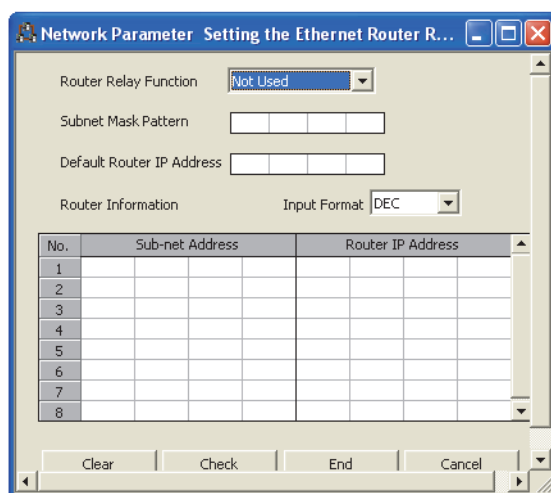 Network Parameter Setting the Ethernet Router R...
Router Relay Function Not Used
Subnet Mask Pattern
Default Router IP Address
Router Information Input Format DEC
No. Sub-net Address Router IP Address
1
2
3
4
5
6
7
8
Clear Check End Cancel